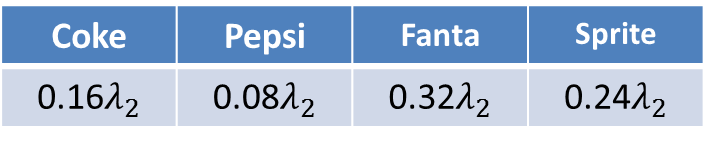 Coke Pepsi Fanta Sprite
0.16λ₂ 0.08λ₂ 0.32λ₂ 0.24λ₂